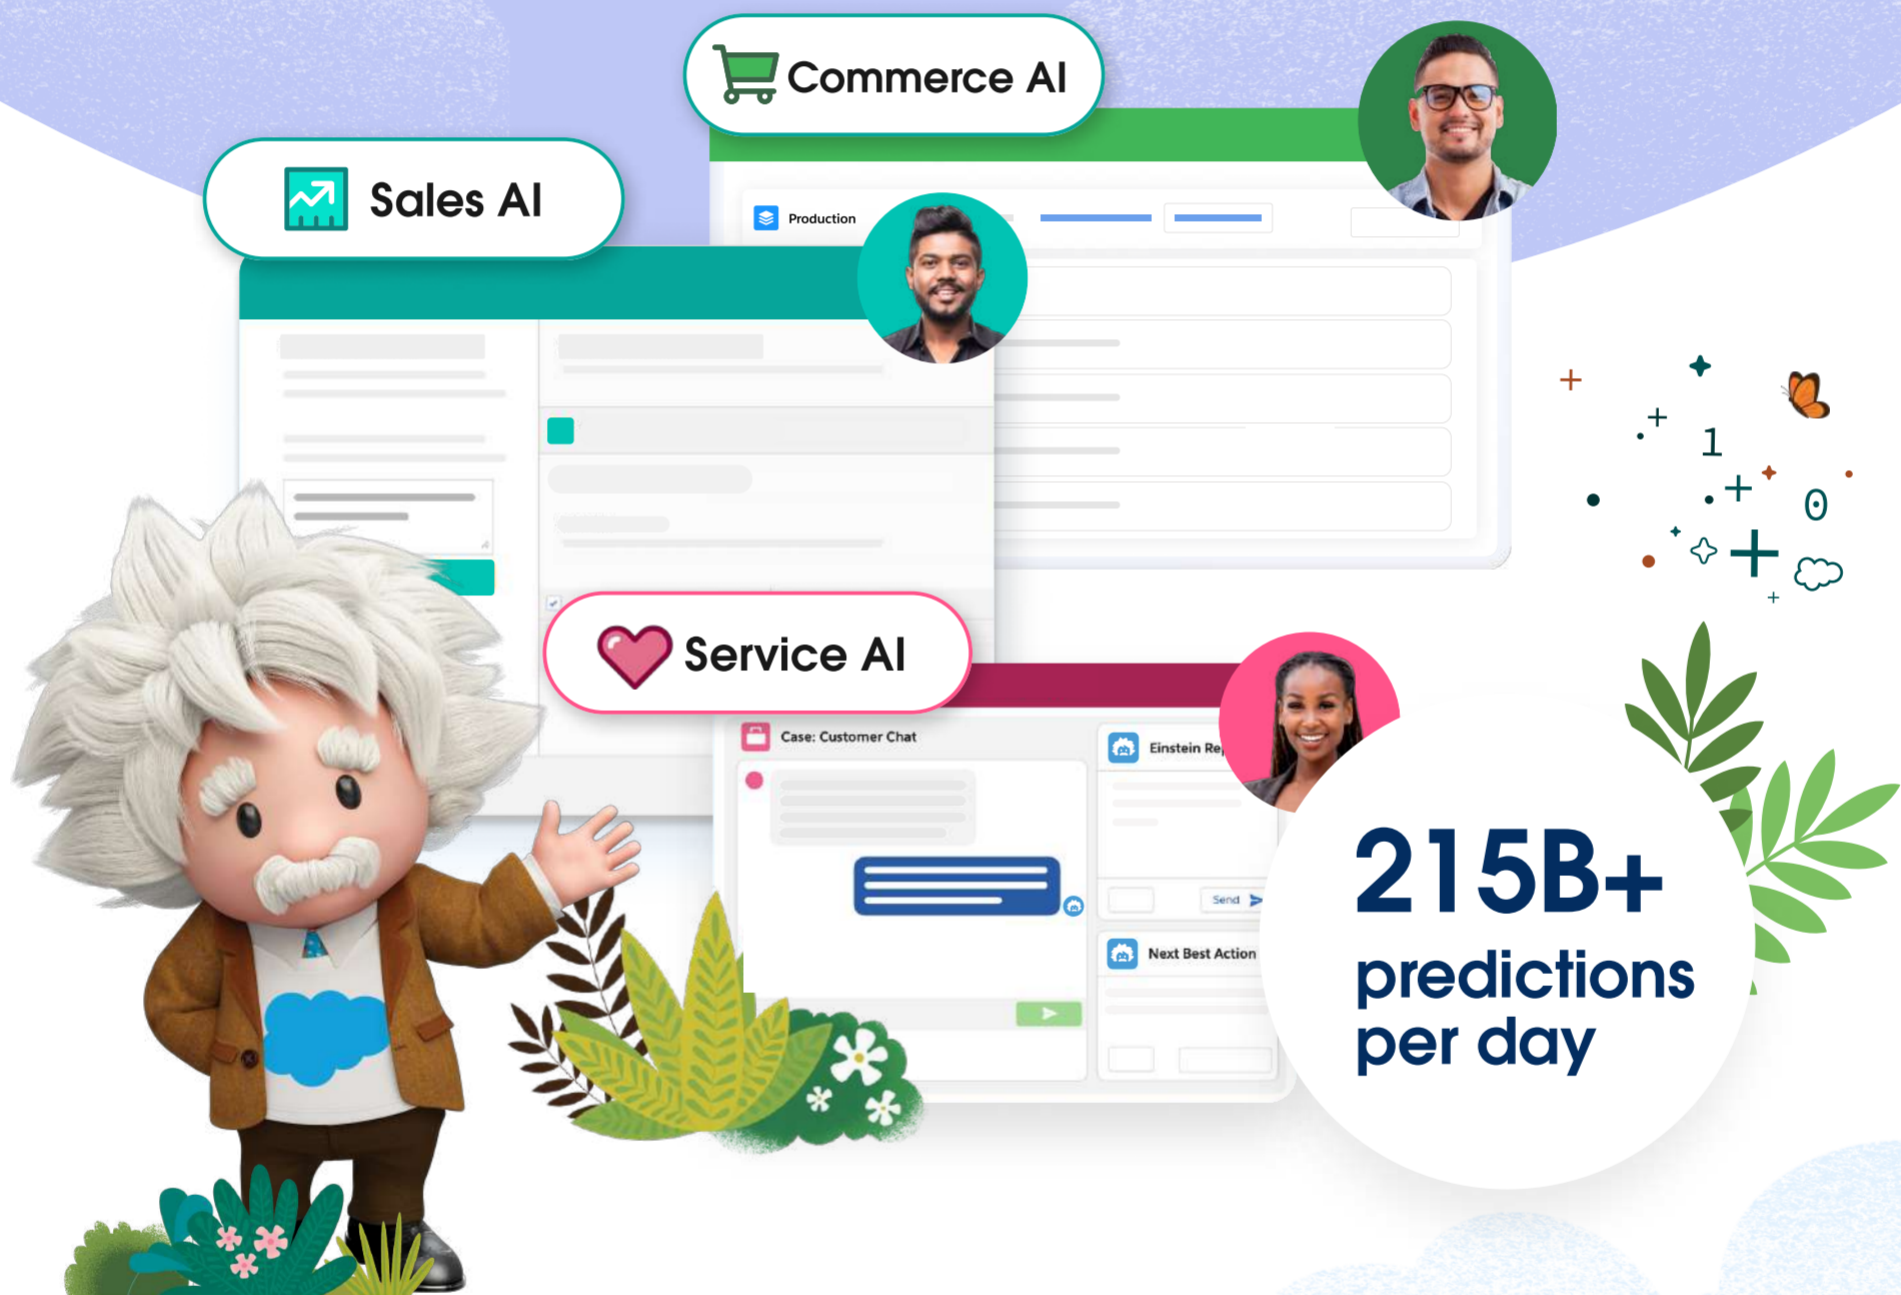 Commerce AI
Sales AI
Production
1
0
Service AI
Case: Customer Chat
Einstein
Send
Next Best Action
215B+
predictions
per day